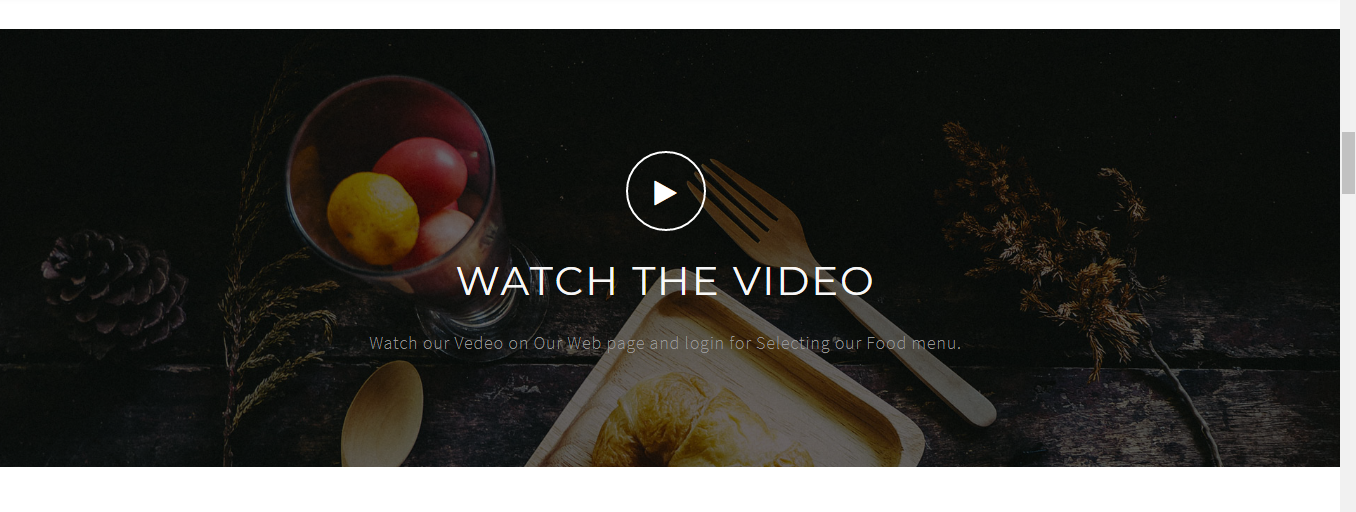 WATCH THE VIDEO
Watch our Vedeo on Our Web page and login for Selecting our Food menu.